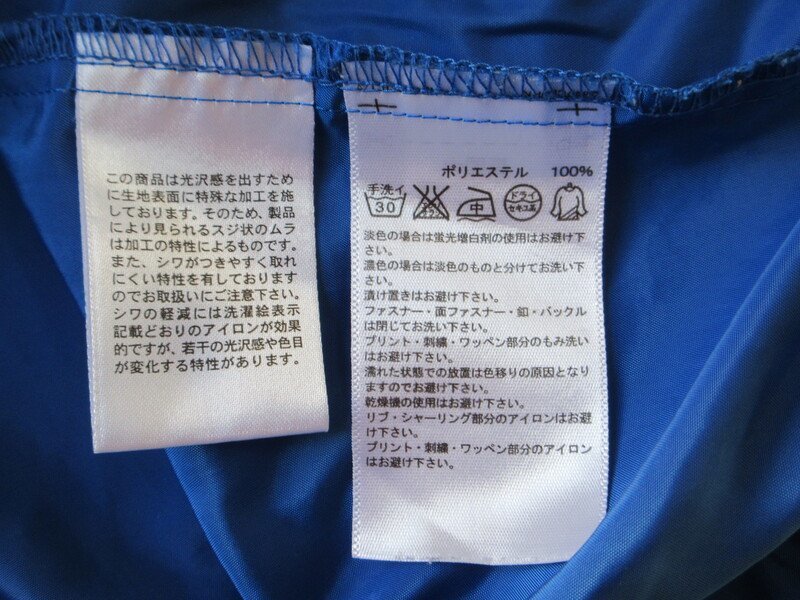 この商品は光沢感を出すため
に生地表面に特殊な加工を施
しております。そのため、製品
により見られるスジ状のムラ
は加工の特性によるものです。
また、シワがつきやすく取れ
にくい特性を有しております
のでお取扱いにご注意下さい。
シワの軽減には洗濯絵表示
記載どおりのアイロンが効果
的ですが、若干の光沢感や色目
が変化する特性があります。
ポリエステル 100%
手洗イ
30
エンソ
サラシ
中
ドライ
セキユ系
淡色の場合は蛍光増白剤の使用はお避け下
さい。
濃色の場合は淡色のものと分けてお洗い下
さい。
漬け置きはお避け下さい。
ファスナー・面ファスナー・釦・バックル
は閉じてお洗い下さい。
プリント・刺繍・ワッペン部分のもみ洗い
はお避け下さい。
濡れた状態での放置は色移りの原因となり
ますのでお避け下さい。
乾燥機の使用はお避け下さい。
リブ・シャーリング部分のアイロンはお避
け下さい。
プリント・刺繍・ワッペン部分のアイロン
はお避け下さい。